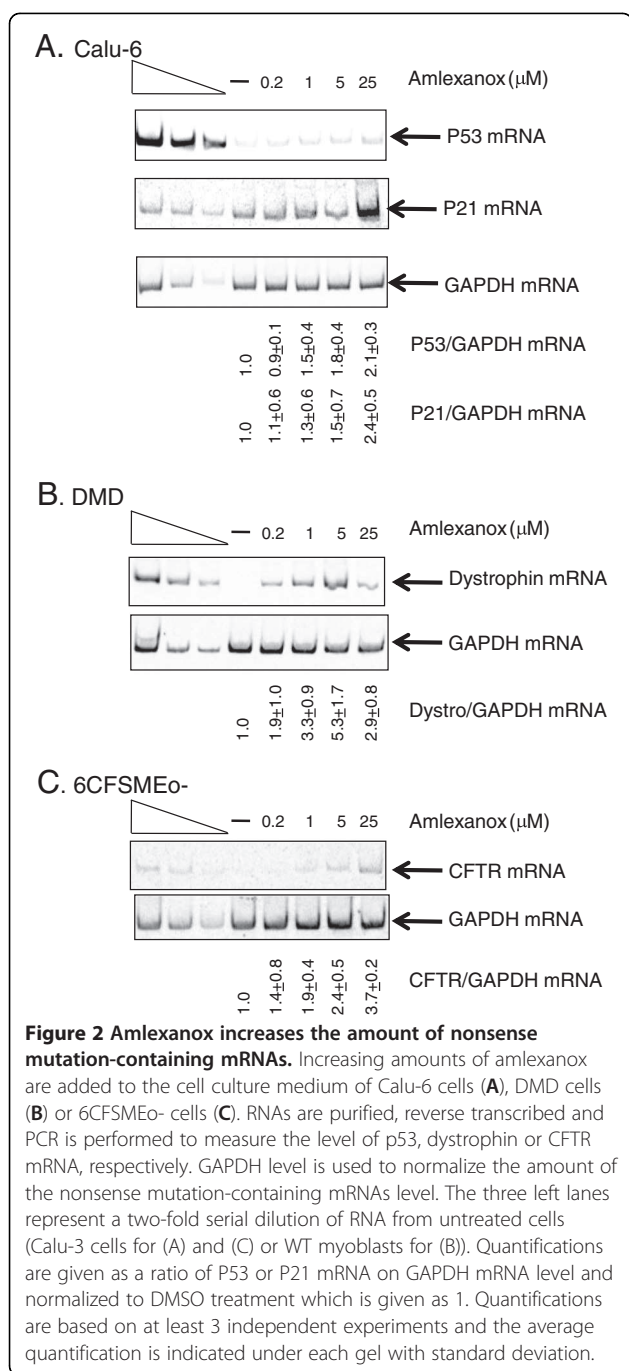 A. Calu-6
— 0.2 1 5 25 Amlexanox (μM)
P53 mRNA
P21 mRNA
GAPDH mRNA
1.0 0.9±0.1 1.5±0.4 1.8±0.4 2.1±0.3 P53/GAPDH mRNA
1.0 1.1±0.6 1.3±0.6 1.5±0.7 2.4±0.5 P21/GAPDH mRNA
B. DMD
— 0.2 1 5 25 Amlexanox (μM)
Dystrophin mRNA
GAPDH mRNA
1.0 1.9±1.0 3.3±0.9 5.3±1.7 2.9±0.8 Dystro/GAPDH mRNA
C. 6CFSMEo-
— 0.2 1 5 25 Amlexanox (μM)
CFTR mRNA
GAPDH mRNA
1.0 1.4±0.8 1.9±0.4 2.4±0.5 3.7±0.2 CFTR/GAPDH mRNA
Figure 2 Amlexanox increases the amount of nonsense
mutation-containing mRNAs. Increasing amounts of amlexanox
are added to the cell culture medium of Calu-6 cells (A), DMD cells
(B) or 6CFSMEo- cells (C). RNAs are purified, reverse transcribed and
PCR is performed to measure the level of p53, dystrophin or CFTR
mRNA, respectively. GAPDH level is used to normalize the amount of
the nonsense mutation-containing mRNAs level. The three left lanes
represent a two-fold serial dilution of RNA from untreated cells
(Calu-3 cells for (A) and (C) or WT myoblasts for (B)). Quantifications
are given as a ratio of P53 or P21 mRNA on GAPDH mRNA level and
normalized to DMSO treatment which is given as 1. Quantifications
are based on at least 3 independent experiments and the average
quantification is indicated under each gel with standard deviation.